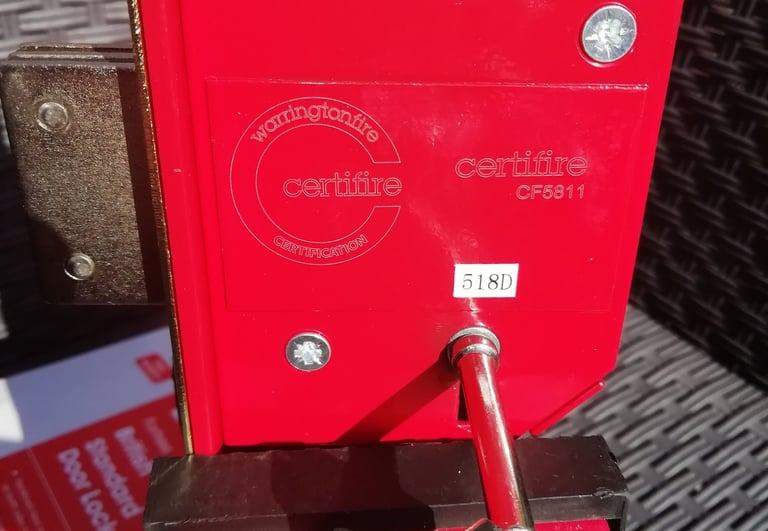 warringtonfire
certifire
CERTIFICATION
certifire
CF5811
518D
British
Standard
Door Lock